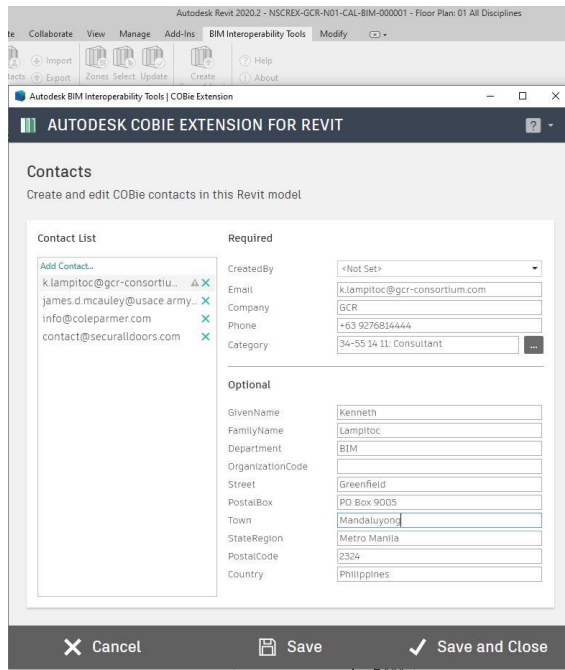 Autodesk Revit 2020.2 - NSCREX-GCR-N01-CAL-BIM-000001 - Floor Plan: 01 All Disciplines
te Collaborate View Manage Add-Ins BIM Interoperability Tools Modify
Import
Help
tacts Export Zones Select Update Create About
Autodesk BIM Interoperability Tools | COBie Extension
AUTODESK COBIE EXTENSION FOR REVIT
Contacts
Create and edit COBie contacts in this Revit model
Contact List
Add Contact...
k.lampitoc@gcr-consortiu...
james.d.mcauley@usace.army...
info@coleparmer.com
contact@securalldoors.com
Required
CreatedBy <Not Set>
Email k.lampitoc@gcr-consortium.com
Company GCR
Phone +63 9276814444
Category 34-55 14 11: Consultant ...
Optional
GivenName Kenneth
FamilyName Lampitoc
Department BIM
OrganizationCode
Street Greenfield
PostalBox PO Box 9005
Town Mandaluyong
StateRegion Metro Manila
PostalCode 2324
Country Philippines
Cancel Save Save and Close